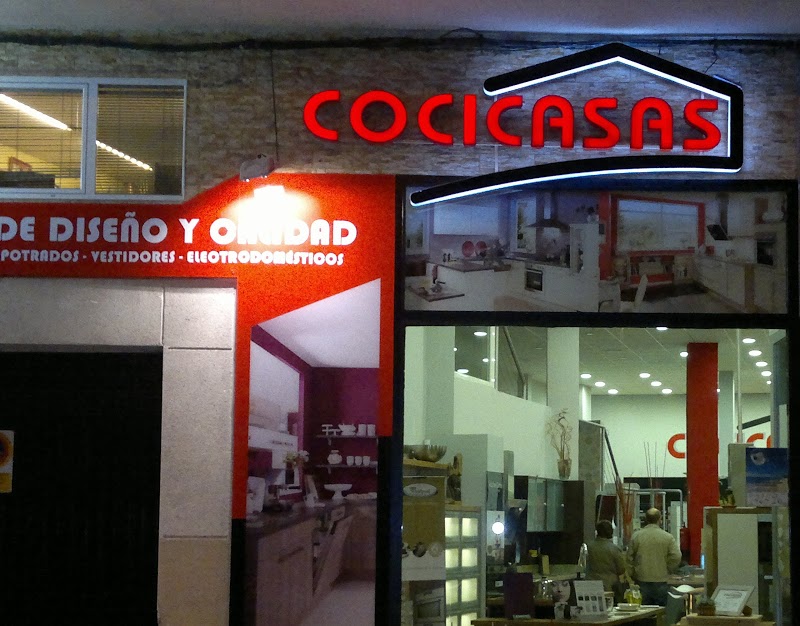 COCICASAS
DE DISEÑO Y CALIDAD
POTRADOS - VESTIDORES - ELECTRODOMÉSTICOS